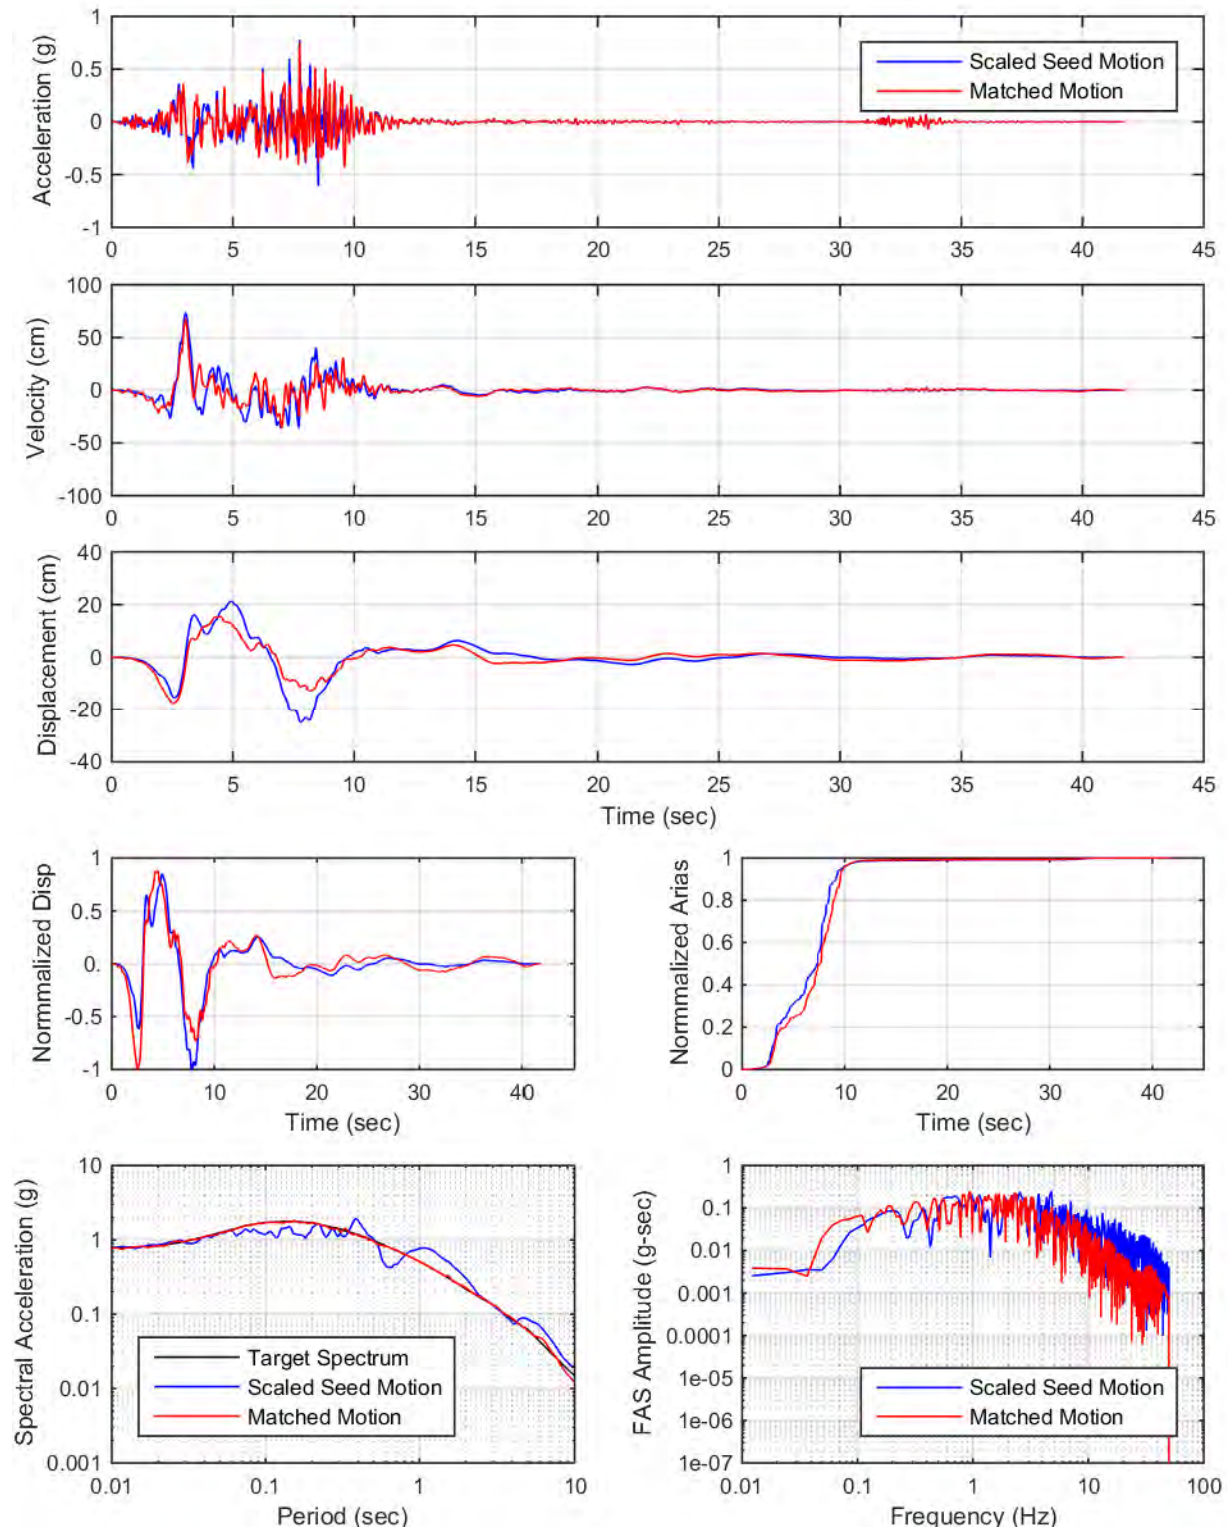 1
0.5
0
-0.5
-1
Acceleration (g)
Scaled Seed Motion
Matched Motion
0 5 10 15 20 25 30 35 40 45
100
50
0
-50
-100
Velocity (cm)
0 5 10 15 20 25 30 35 40 45
40
20
0
-20
-40
Displacement (cm)
0 5 10 15 20 25 30 35 40 45
Time (sec)
1
0.5
0.
-0.5
-1
Normmalized Disp
0 10 20 30 40
Time (sec)
1
0.8
0.6
0.4
0.2
0
Normmalized Arias
0 10 20 30 40
Time (sec)
10
1
0.1
0.01
0.001
Spectral Acceleration (g)
Target Spectrum
Scaled Seed Motion
Matched Motion
0.01 0.1 1 10
Period (sec)
1
0.1
0.01
0.001
0.0001
1e-05
1e-06
1e-07
FAS Amplitude (g-sec)
Scaled Seed Motion
Matched Motion
0.01 0.1 1 10 100
Frequency (Hz)